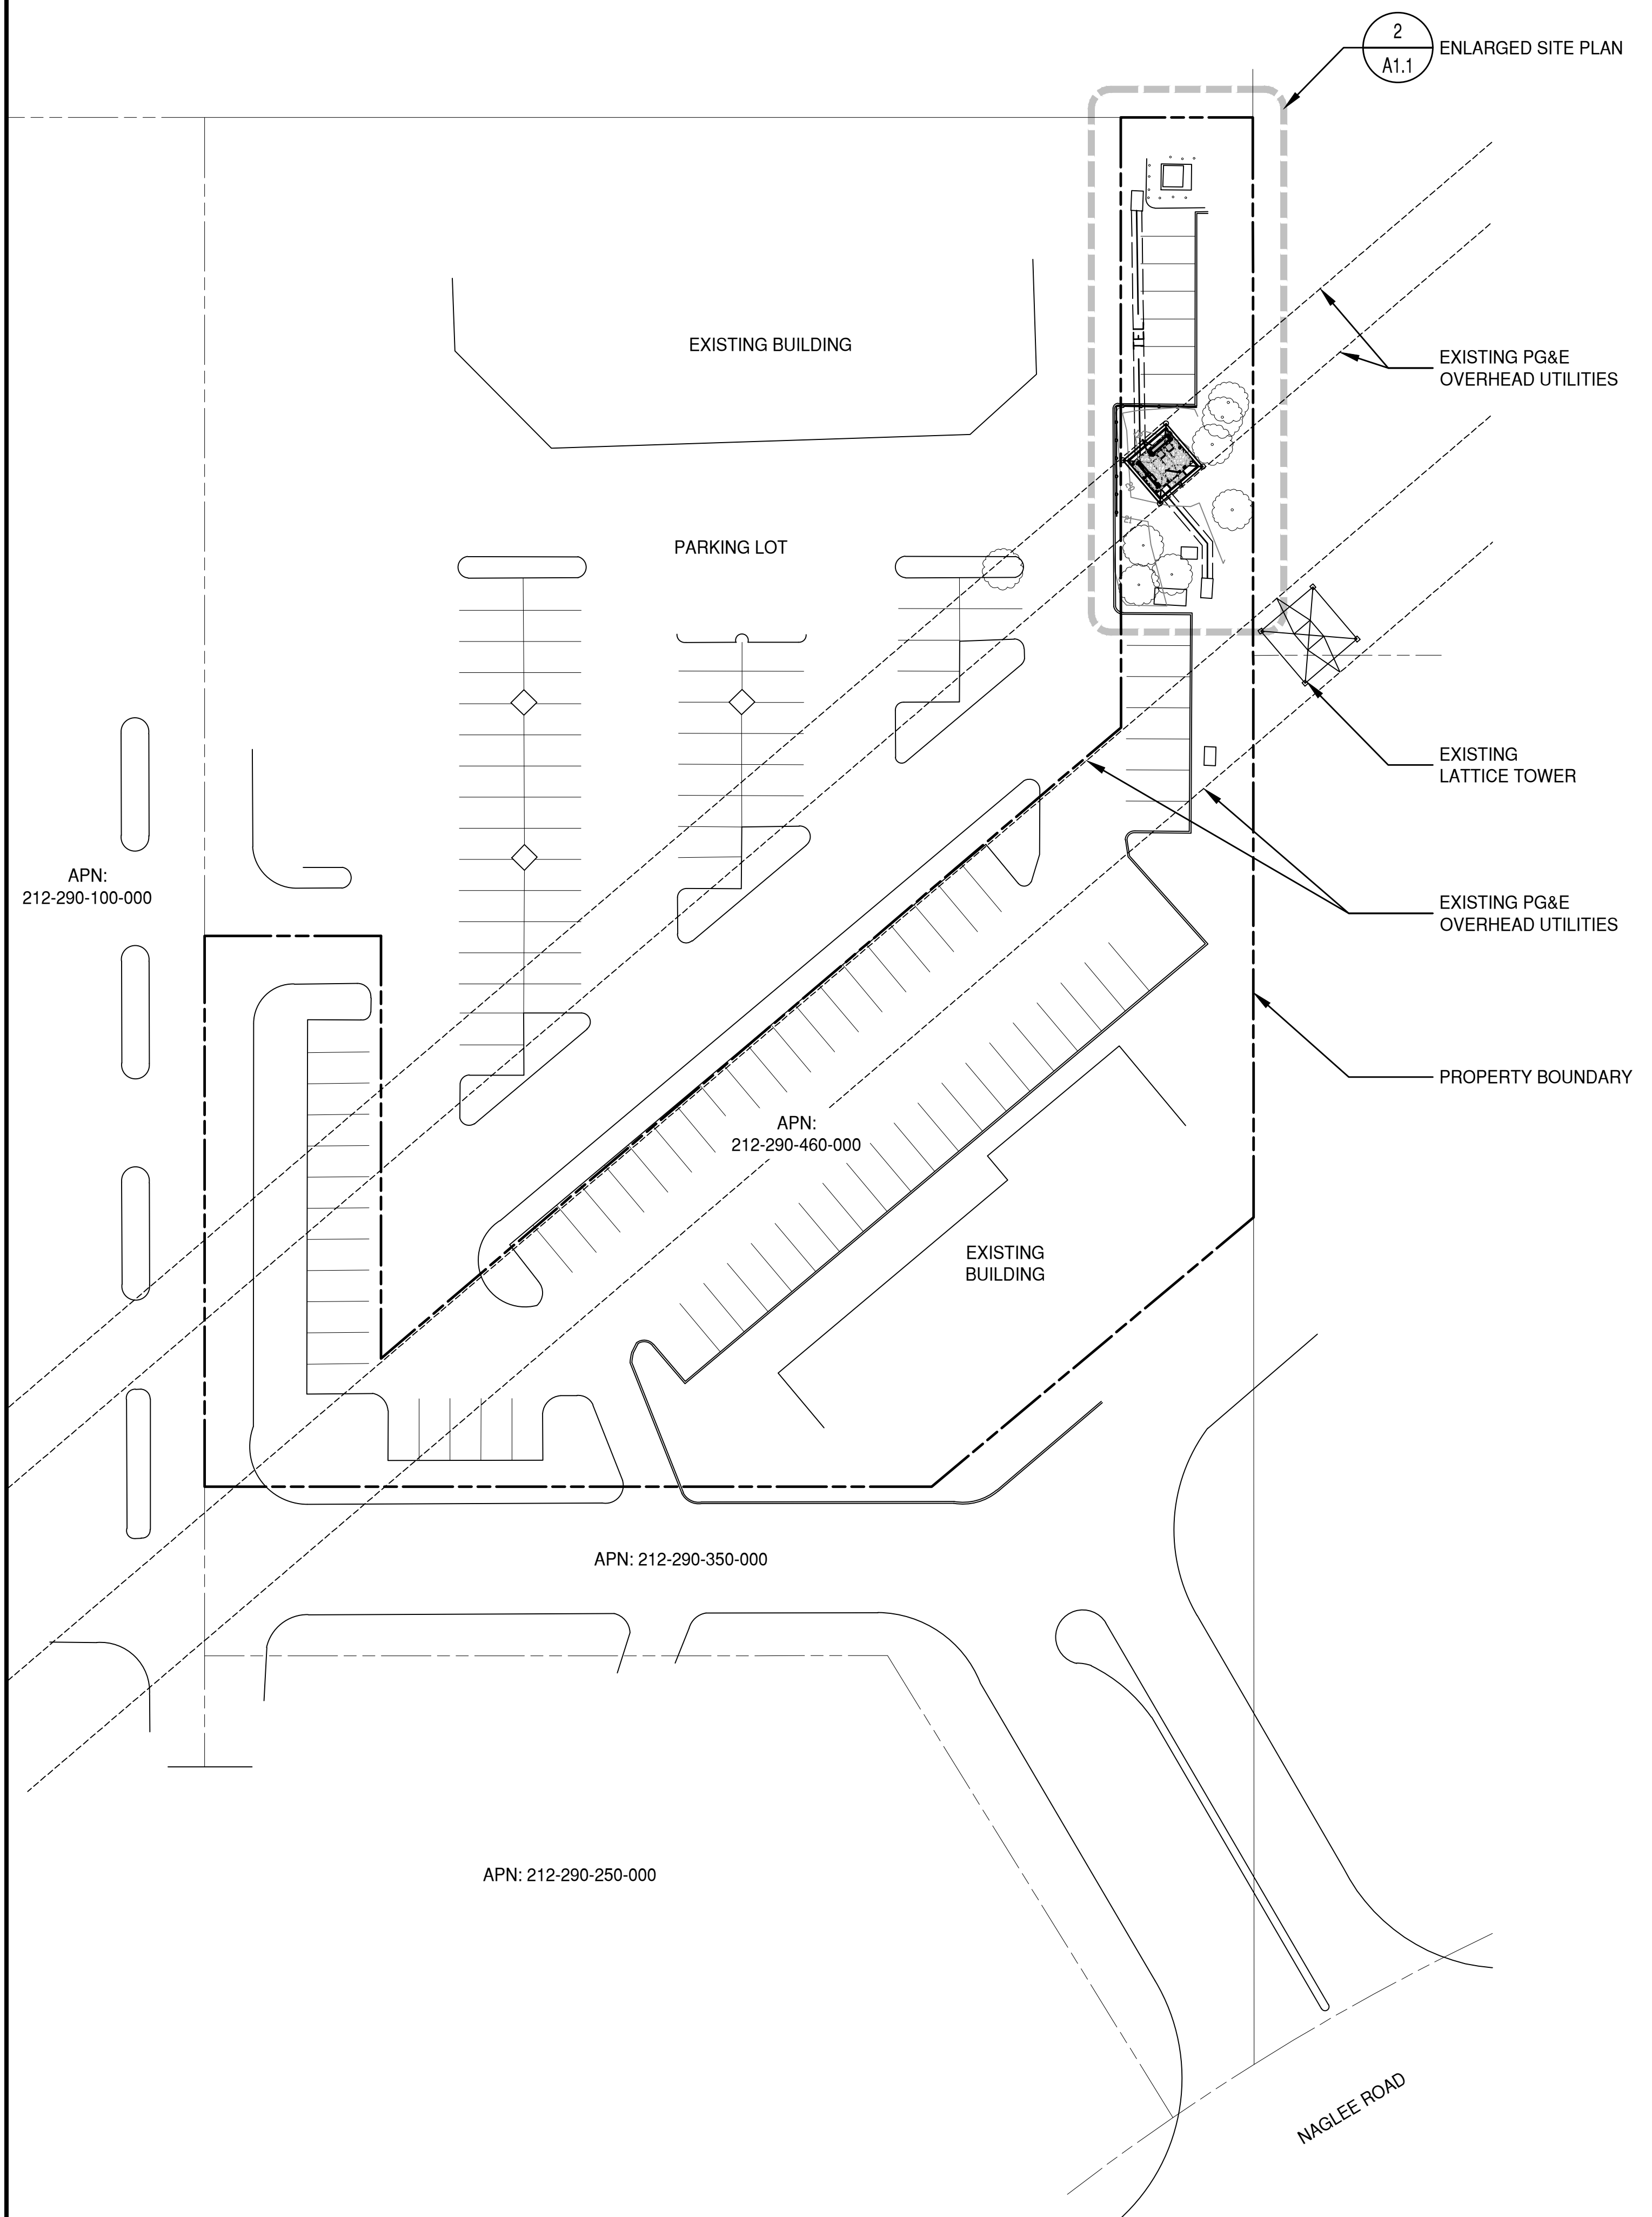 2
A1.1
ENLARGED SITE PLAN
EXISTING BUILDING
EXISTING PG&E
OVERHEAD UTILITIES
PARKING LOT
EXISTING
LATTICE TOWER
APN:
212-290-100-000
EXISTING PG&E
OVERHEAD UTILITIES
PROPERTY BOUNDARY
APN:
212-290-460-000
EXISTING
BUILDING
APN: 212-290-350-000
APN: 212-290-250-000
NAGLEE ROAD